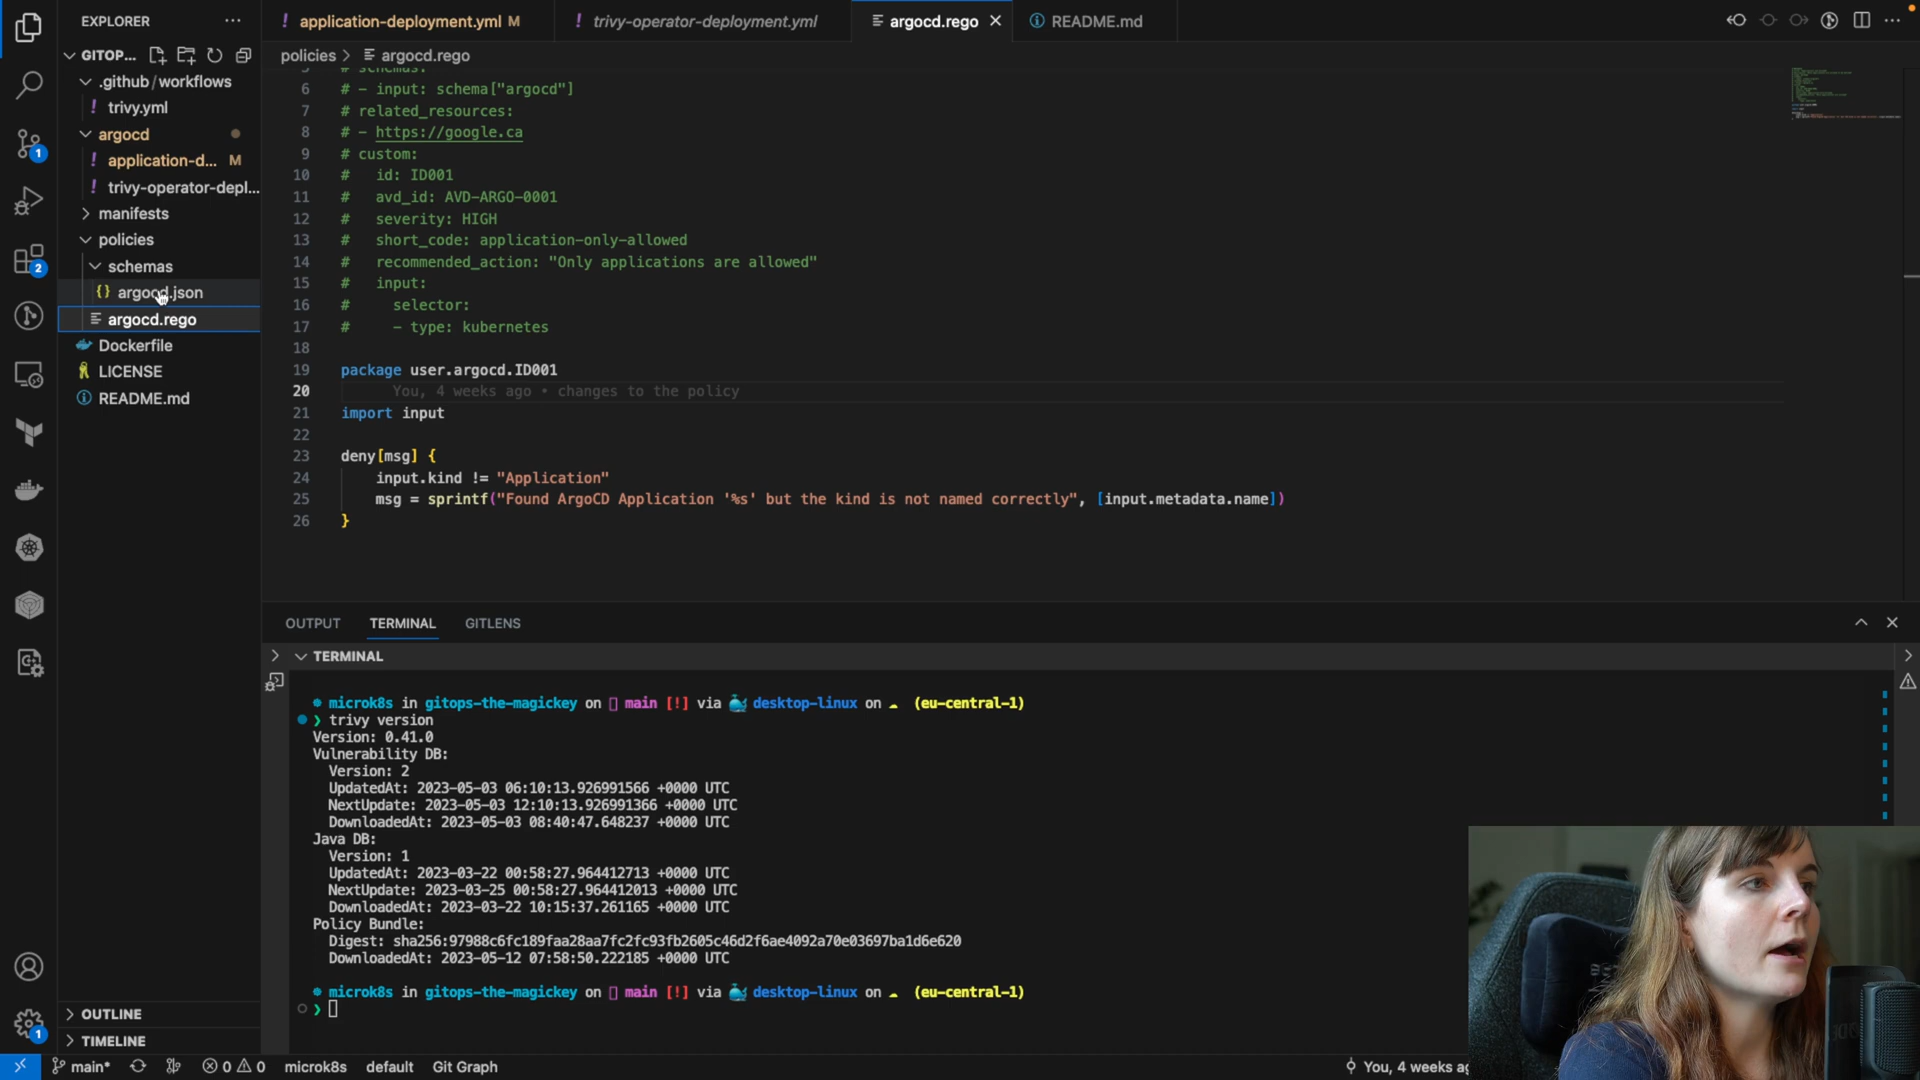 EXPLORER
GITOP...
.github / workflows
trivy.yml
argocd
application-d... M
trivy-operator-depl...
manifests
policies
schemas
argocd.json
argocd.rego
Dockerfile
LICENSE
README.md
OUTLINE
TIMELINE
1
2
1
application-deployment.yml M
trivy-operator-deployment.yml
argocd.rego
README.md
policies > argocd.rego
5 # schemas:
6 # - input: schema["argocd"]
7 # related_resources:
8 # - https://google.ca
9 # custom:
10 #   id: ID001
11 #   avd_id: AVD-ARGO-0001
12 #   severity: HIGH
13 #   short_code: application-only-allowed
14 #   recommended_action: "Only applications are allowed"
15 #   input:
16 #     selector:
17 #     - type: kubernetes
18
19 package user.argocd.ID001
20 You, 4 weeks ago • changes to the policy
21 import input
22
23 deny[msg] {
24     input.kind != "Application"
25     msg = sprintf("Found ArgoCD Application '%s' but the kind is not named correctly", [input.metadata.name])
26 }
OUTPUT TERMINAL GITLENS
TERMINAL
microk8s in gitops-the-magickey on main [!] via desktop-linux on (eu-central-1)
❯ trivy version
Version: 0.41.0
Vulnerability DB:
  Version: 2
  UpdatedAt: 2023-05-03 06:10:13.926991566 +0000 UTC
  NextUpdate: 2023-05-03 12:10:13.926991366 +0000 UTC
  DownloadedAt: 2023-05-03 08:40:47.648237 +0000 UTC
Java DB:
  Version: 1
  UpdatedAt: 2023-03-22 00:58:27.964412713 +0000 UTC
  NextUpdate: 2023-03-25 00:58:27.964412013 +0000 UTC
  DownloadedAt: 2023-03-22 10:15:37.261165 +0000 UTC
Policy Bundle:
  Digest: sha256:97988c6fc189faa28aa7fc2fc93fb2605c46d2f6ae4092a70e03697ba1d6e620
  DownloadedAt: 2023-05-12 07:58:50.222185 +0000 UTC
microk8s in gitops-the-magickey on main [!] via desktop-linux on (eu-central-1)
❯
main* 0 0 microk8s default Git Graph You, 4 weeks ag